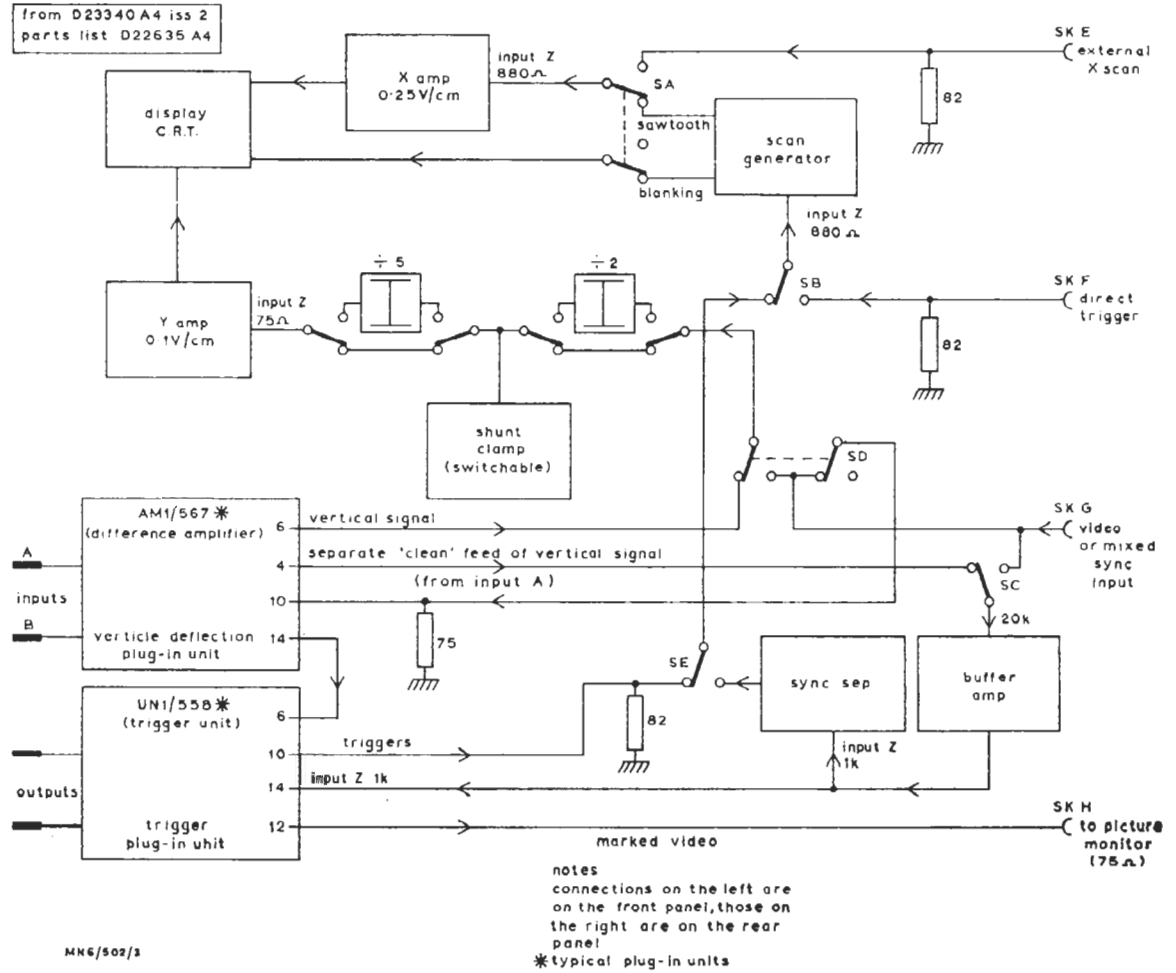 from D23340A4 iss 2
parts list D22635A4
SK E
external
X scan
input Z
880Ω
X amp
0·25V/cm
SA
82
display
C.R.T.
sawtooth
scan
generator
blanking
input Z
880Ω
÷ 5
÷ 2
SK F
direct
trigger
SB
input Z
75Ω
Y amp
0·1V/cm
82
shunt
clamp
(switchable)
SD
AM1/567 *
(difference amplifier)
6
vertical signal
SK G
video
or mixed
sync
input
A
4
separate 'clean' feed of vertical signal
(from input A)
SC
inputs
10
20k
B
verticle deflection
plug-in unit
14
75
SE
sync sep
buffer
amp
UN1/558 *
(trigger unit)
6
82
10
triggers
input Z
1k
outputs
14
imput Z 1k
SK H
to picture
monitor
(75Ω)
trigger
plug-in unit
12
marked video
notes
connections on the left are
on the front panel, those on
the right are on the rear
panel
* typical plug-in units
MN6/502/3